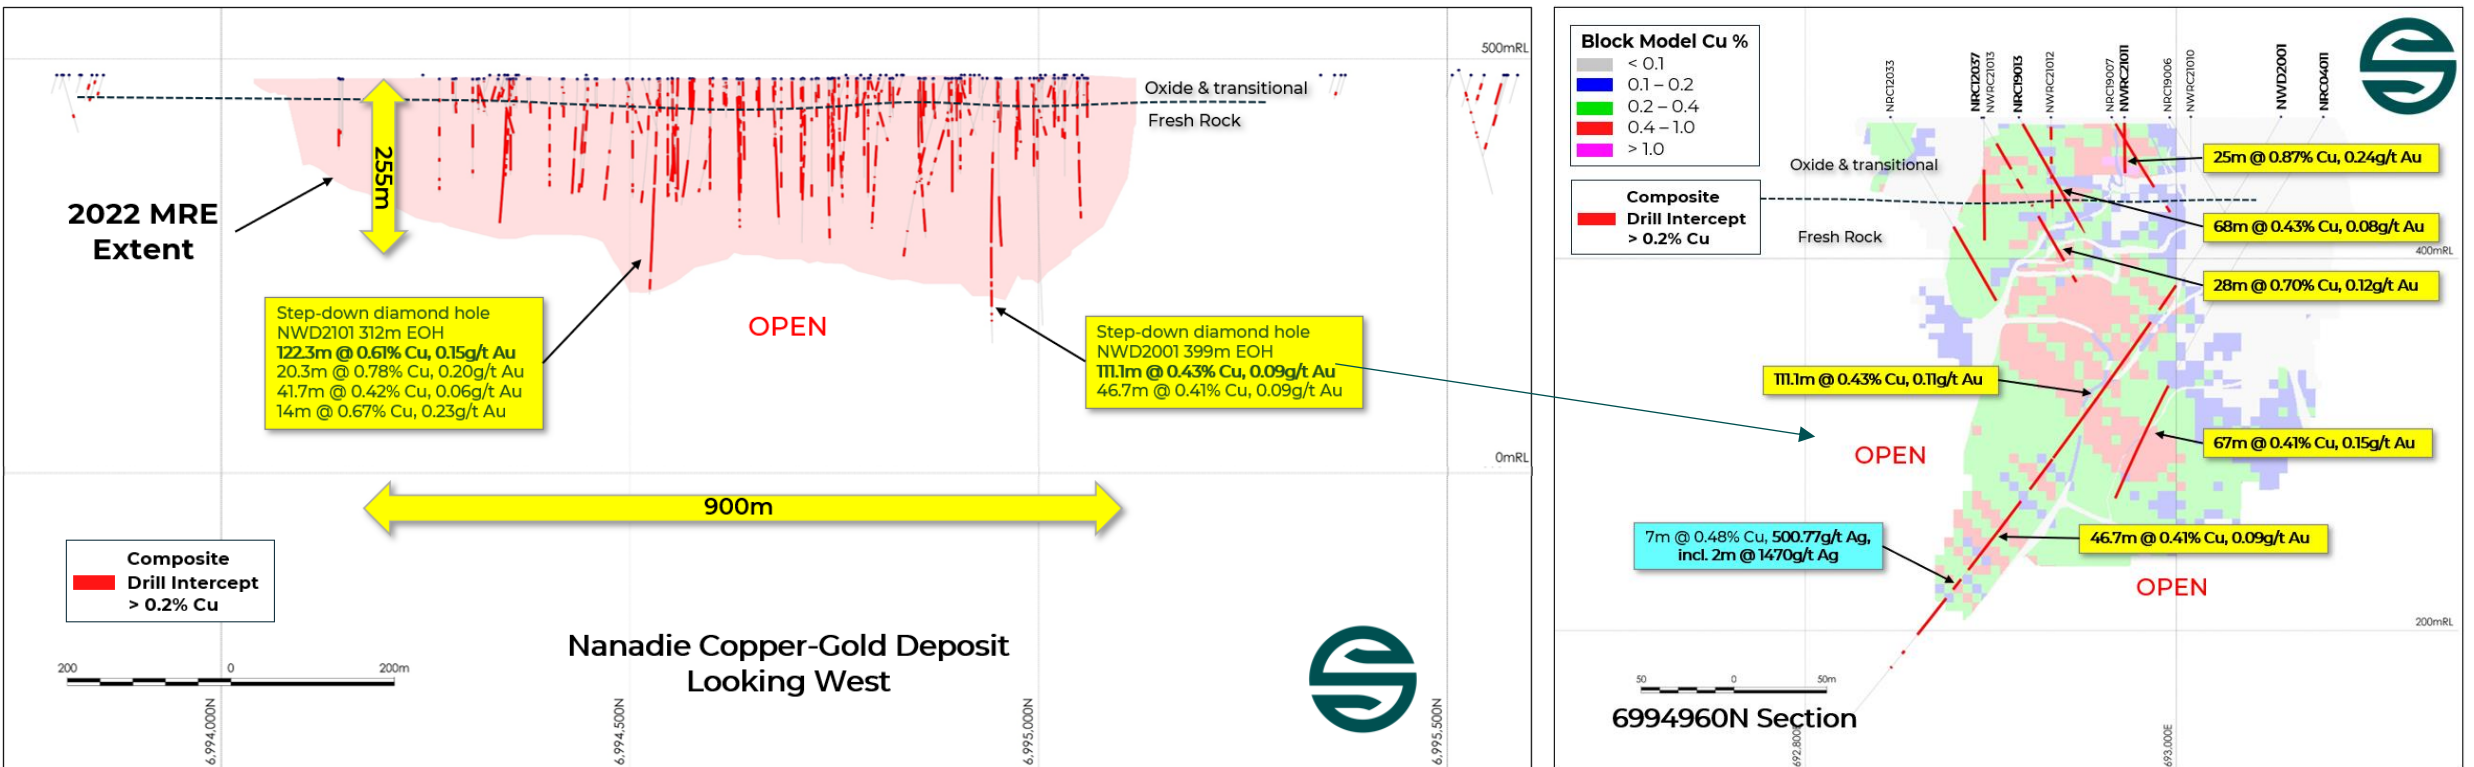 500mRL
Oxide & transitional
Fresh Rock
255m
2022 MRE
Extent
Step-down diamond hole
NWD2101 312m EOH
122.3m @ 0.61% Cu, 0.15g/t Au
20.3m @ 0.78% Cu, 0.20g/t Au
41.7m @ 0.42% Cu, 0.06g/t Au
14m @ 0.67% Cu, 0.23g/t Au
OPEN
Step-down diamond hole
NWD2001 399m EOH
111.1m @ 0.43% Cu, 0.09g/t Au
46.7m @ 0.41% Cu, 0.09g/t Au
0mRL
900m
Composite
Drill Intercept
> 0.2% Cu
Nanadie Copper-Gold Deposit
Looking West
200 0 200m
6,994,000N
6,994,500N
6,995,000N
6,995,500N
Block Model Cu %
< 0.1
0.1 – 0.2
0.2 – 0.4
0.4 – 1.0
> 1.0
Composite
Drill Intercept
> 0.2% Cu
NRC12033
NRC12037
NWRC21013
NRC19013
NWRC21012
NRC19007
NWRC21011
NRC19006
NWRC21010
NWD2001
NRC04011
Oxide & transitional
Fresh Rock
25m @ 0.87% Cu, 0.24g/t Au
68m @ 0.43% Cu, 0.08g/t Au
400mRL
28m @ 0.70% Cu, 0.12g/t Au
111.1m @ 0.43% Cu, 0.11g/t Au
67m @ 0.41% Cu, 0.15g/t Au
OPEN
7m @ 0.48% Cu, 500.77g/t Ag,
incl. 2m @ 1470g/t Ag
46.7m @ 0.41% Cu, 0.09g/t Au
OPEN
200mRL
50 0 50m
6994960N Section
692,800E
693,000E